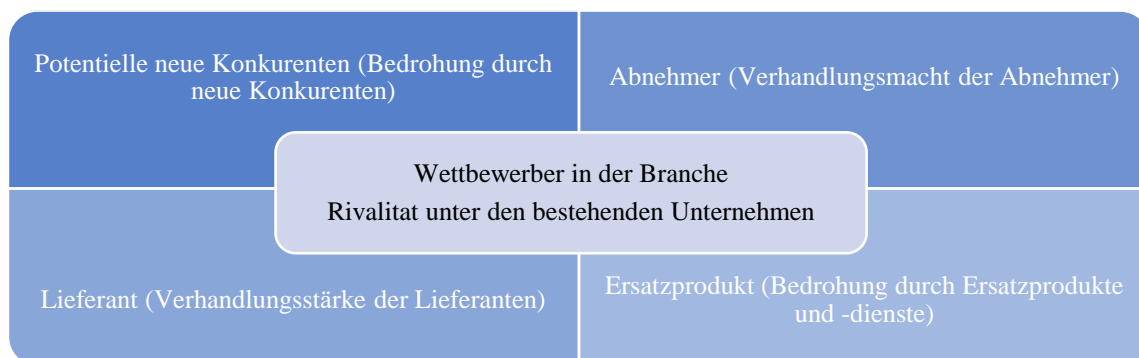 Potentielle neue Konkurenten (Bedrohung durch
neue Konkurenten)
Abnehmer (Verhandlungsmacht der Abnehmer)
Wettbewerber in der Branche
Rivalitat unter den bestehenden Unternehmen
Lieferant (Verhandlungsstärke der Lieferanten)
Ersatzprodukt (Bedrohung durch Ersatzprodukte
und -dienste)